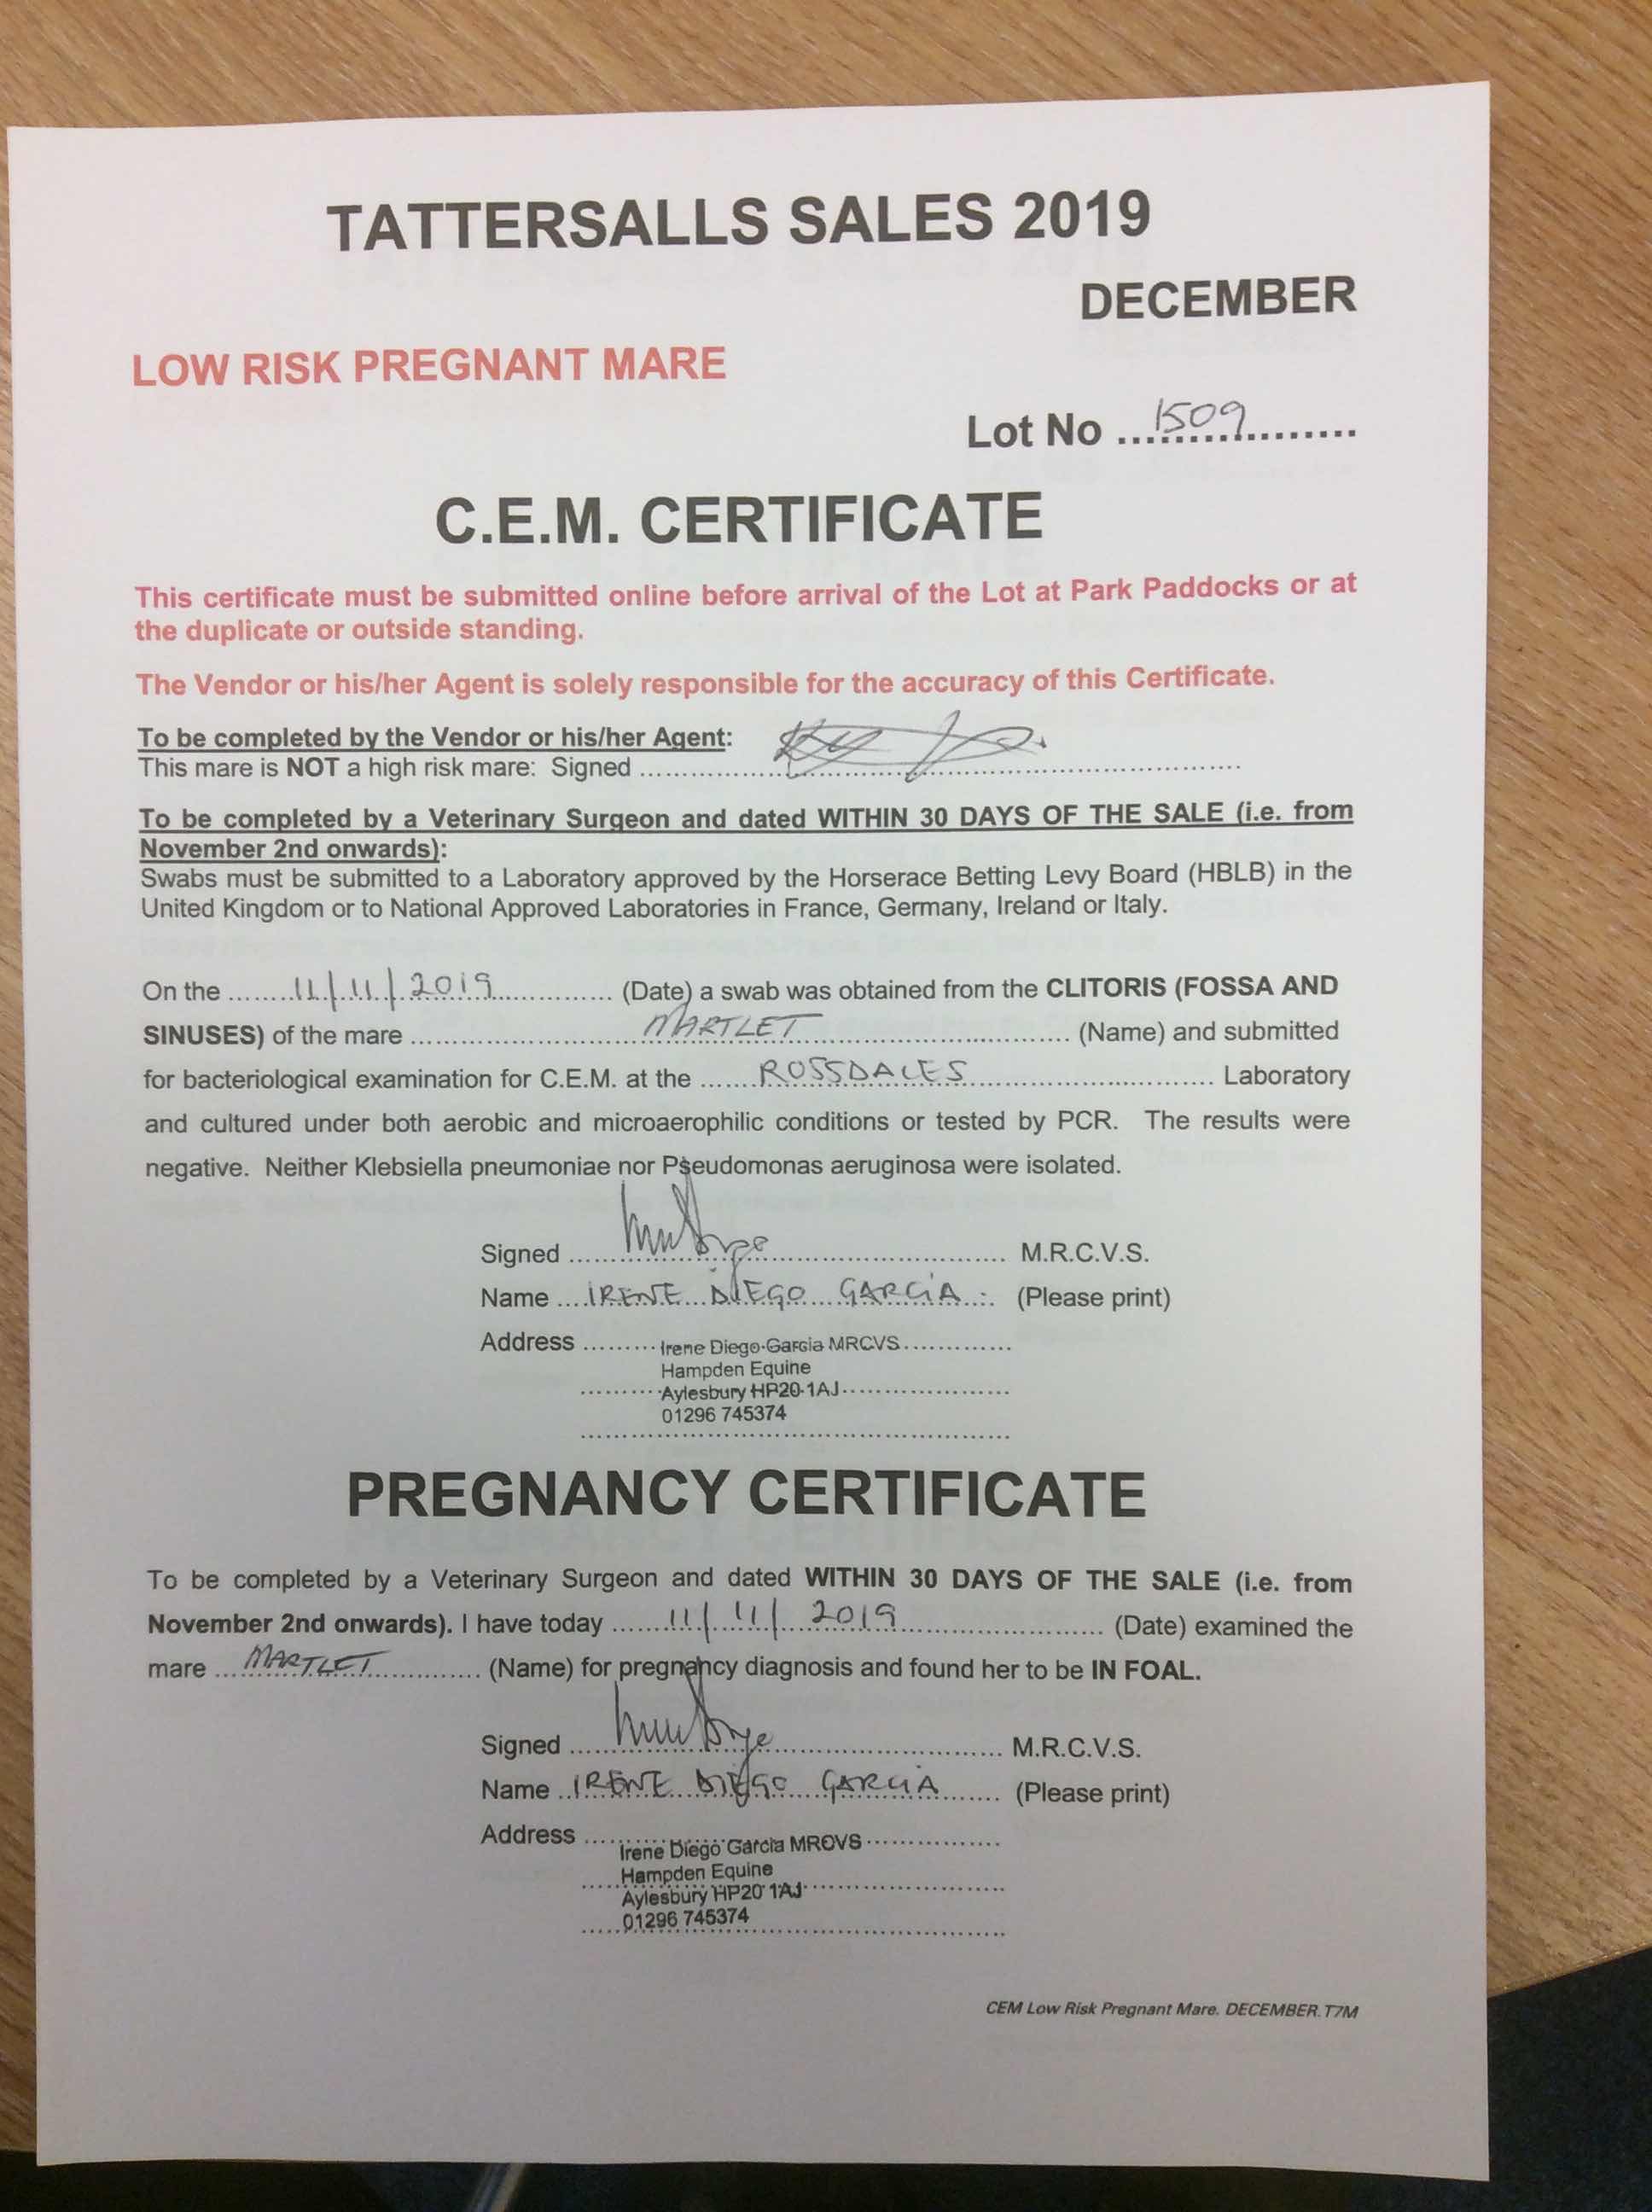 TATTERSALLS SALES 2019
DECEMBER
LOW RISK PREGNANT MARE
Lot No ....1509....
C.E.M. CERTIFICATE
This certificate must be submitted online before arrival of the Lot at Park Paddocks or at
the duplicate or outside standing.
The Vendor or his/her Agent is solely responsible for the accuracy of this Certificate.
To be completed by the Vendor or his/her Agent:
This mare is NOT a high risk mare: Signed ....
To be completed by a Veterinary Surgeon and dated WITHIN 30 DAYS OF THE SALE (i.e. from
November 2nd onwards):
Swabs must be submitted to a Laboratory approved by the Horserace Betting Levy Board (HBLB) in the
United Kingdom or to National Approved Laboratories in France, Germany, Ireland or Italy.
On the ....11/11/2019.... (Date) a swab was obtained from the CLITORIS (FOSSA AND
SINUSES) of the mare ....MARTLET.... (Name) and submitted
for bacteriological examination for C.E.M. at the ....ROSSDALES.... Laboratory
and cultured under both aerobic and microaerophilic conditions or tested by PCR. The results were
negative. Neither Klebsiella pneumoniae nor Pseudomonas aeruginosa were isolated.
Signed .... M.R.C.V.S.
Name ....IRENE DIEGO GARCIA.... (Please print)
Address ....Irene Diego-Garcia MRCVS....
Hampden Equine
Aylesbury HP20 1AJ
01296 745374
PREGNANCY CERTIFICATE
To be completed by a Veterinary Surgeon and dated WITHIN 30 DAYS OF THE SALE (i.e. from
November 2nd onwards). I have today ....11/11/2019.... (Date) examined the
mare ....MARTLET.... (Name) for pregnancy diagnosis and found her to be IN FOAL.
Signed .... M.R.C.V.S.
Name ....IRENE DIEGO GARCIA.... (Please print)
Address ....Irene Diego Garcia MRCVS....
Hampden Equine
Aylesbury HP20 1AJ
01296 745374
CEM Low Risk Pregnant Mare. DECEMBER.T7M